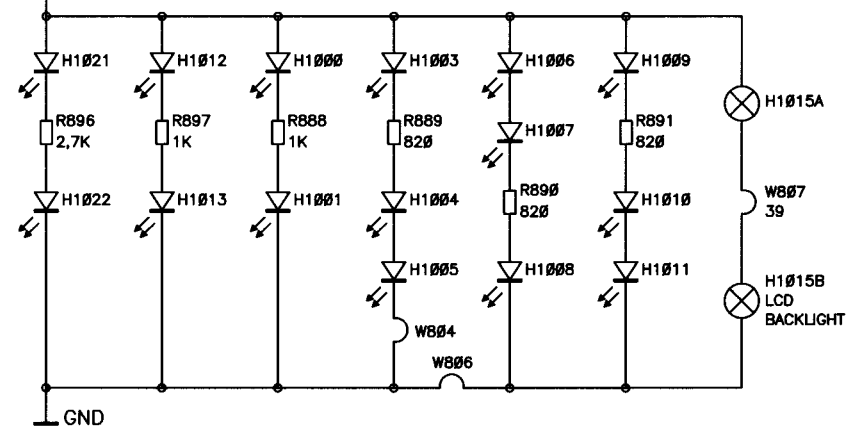 H1Ø21
H1Ø12
H1ØØØ
H1ØØ3
H1ØØ6
H1ØØ9
H1Ø15A
R896
2,7K
R897
1K
R888
1K
R889
82Ø
H1ØØ7
R891
82Ø
H1Ø22
H1Ø13
H1ØØ1
H1ØØ4
R89Ø
82Ø
H1Ø1Ø
W8Ø7
39
H1ØØ5
H1ØØ8
H1Ø11
H1Ø15B
LCD
BACKLIGHT
W8Ø4
W8Ø6
GND